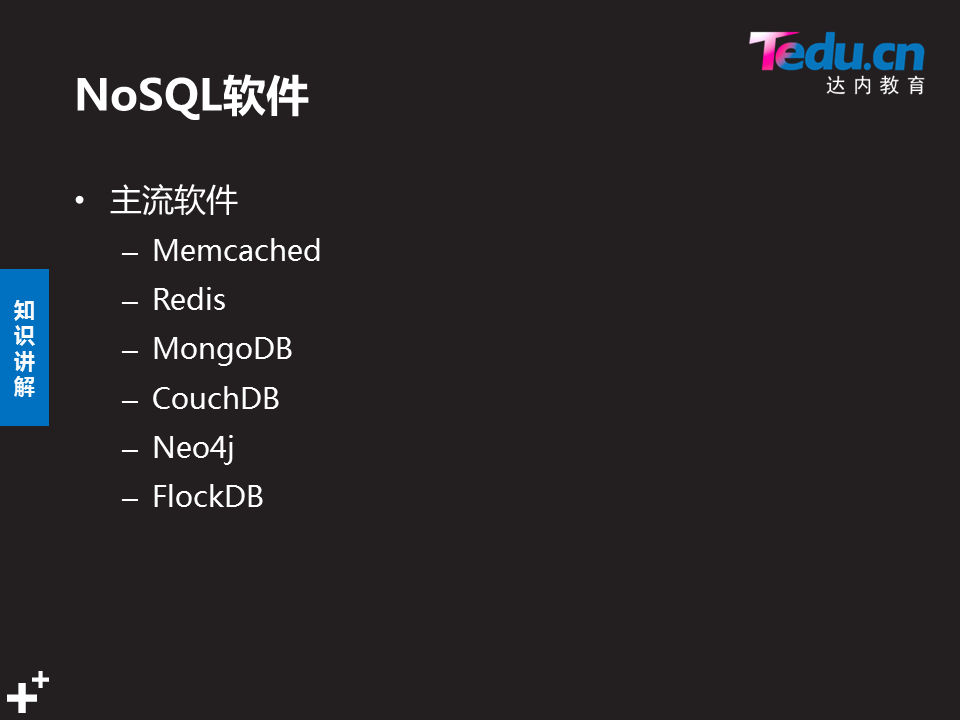 Tedu.cn
达内教育
NoSQL软件
• 主流软件
– Memcached
– Redis
– MongoDB
– CouchDB
– Neo4j
– FlockDB
知
识
讲
解
++